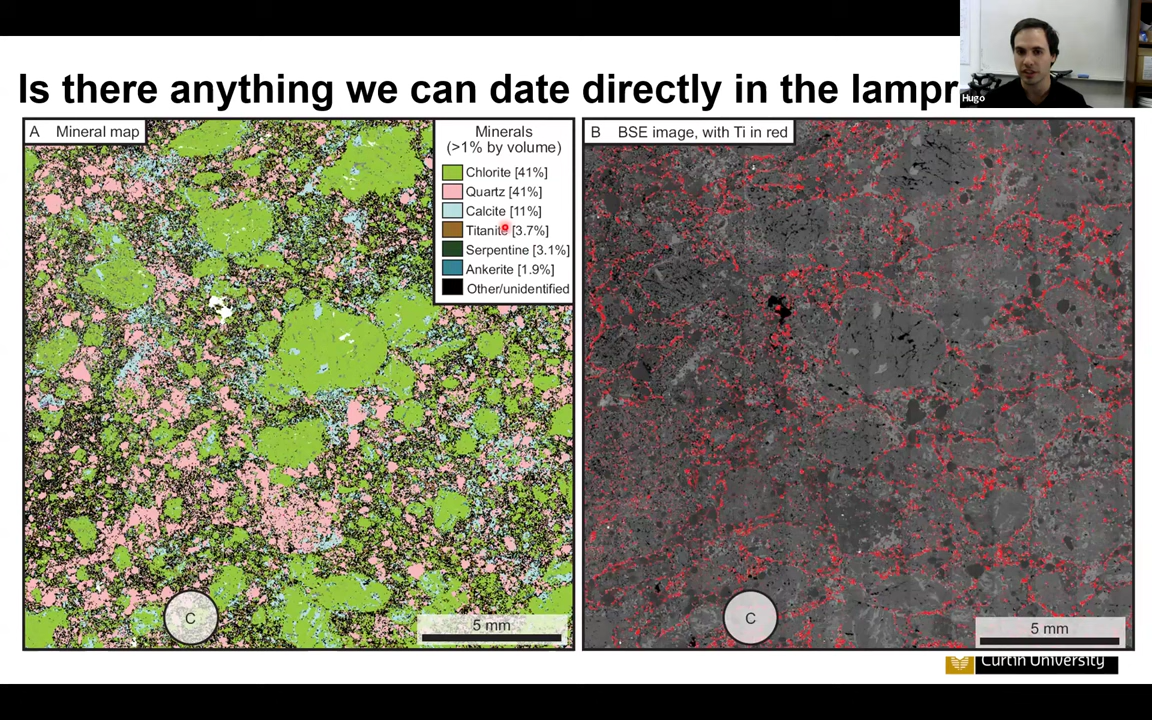 Is there anything we can date directly in the lampr
Hugo
A Mineral map
Minerals
(>1% by volume)
Chlorite [41%]
Quartz [41%]
Calcite [11%]
Titanite [3.7%]
Serpentine [3.1%]
Ankerite [1.9%]
Other/unidentified
C
5 mm
B BSE image, with Ti in red
C
5 mm
Curtin University